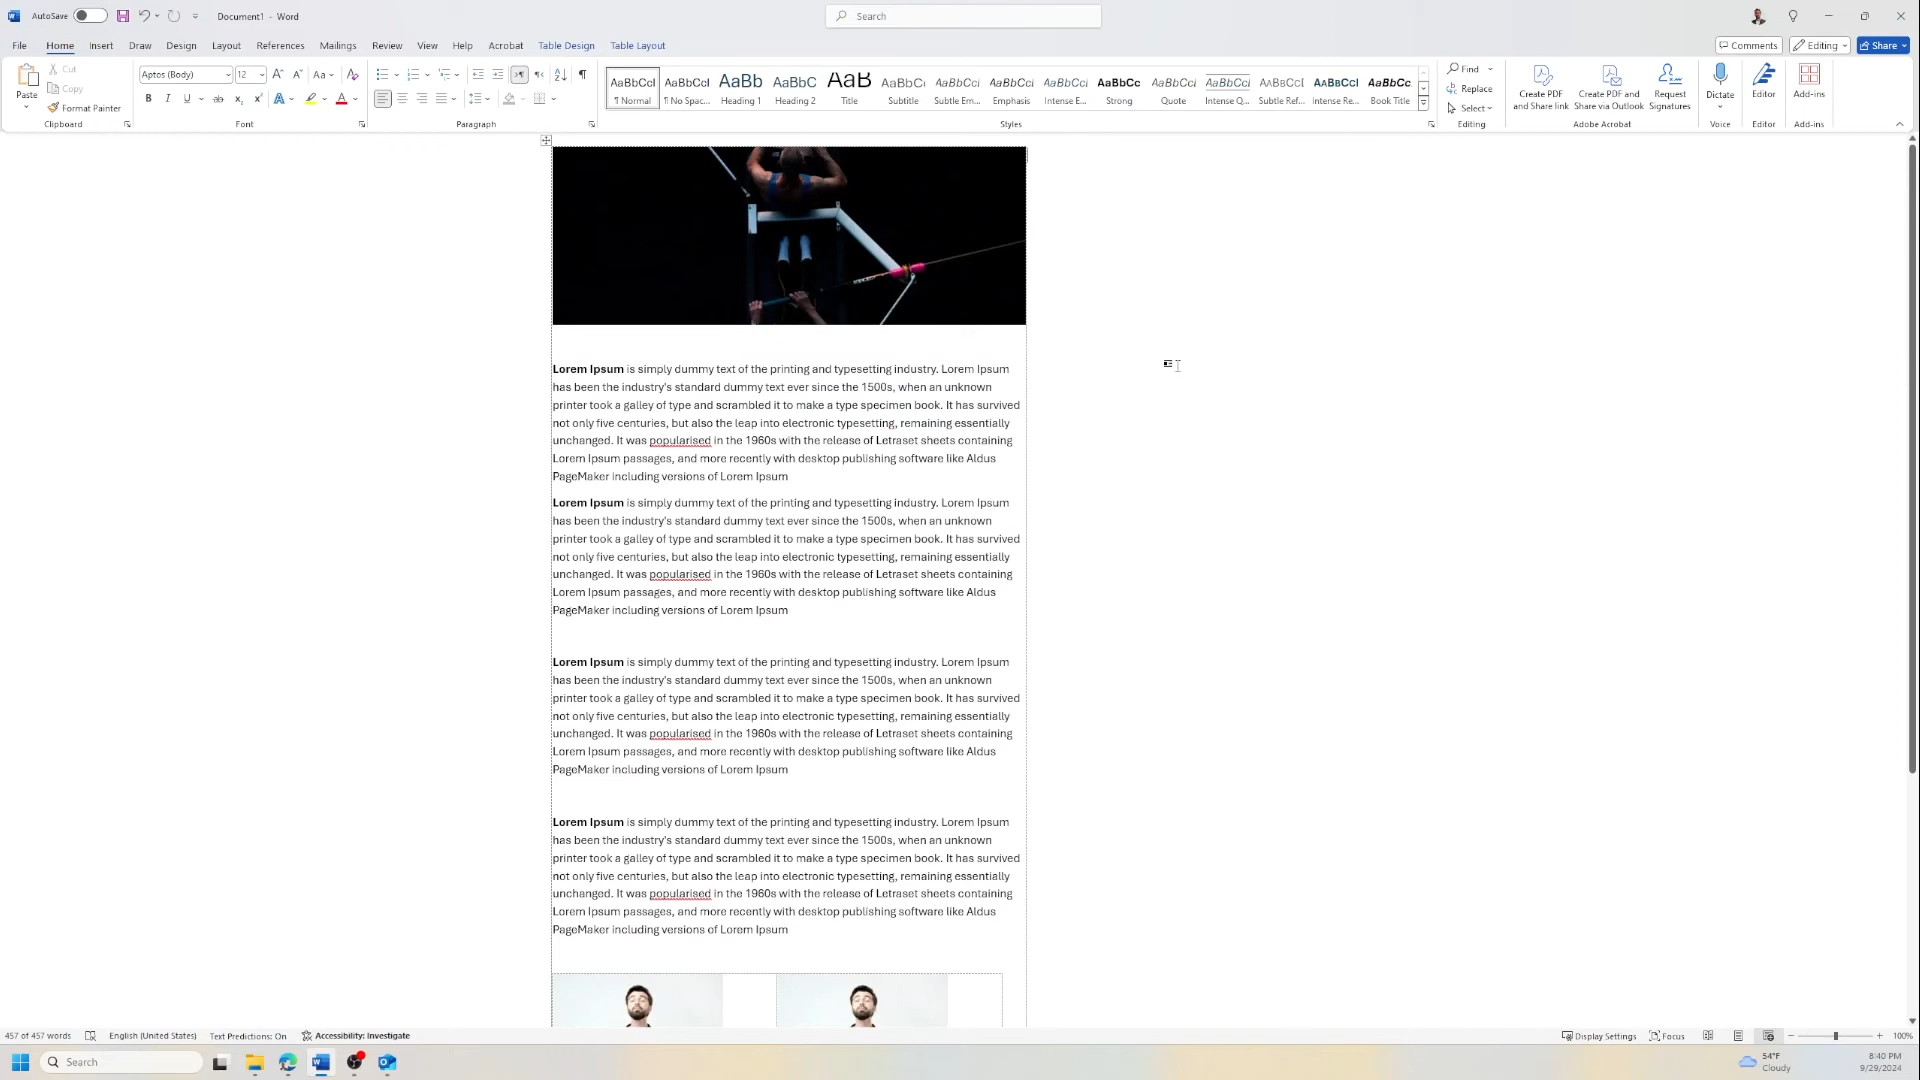 AutoSave
Document1 - Word
Search
File Home Insert Draw Design Layout References Mailings Review View Help Acrobat Table Design Table Layout
Comments Editing Share
Paste
Cut
Copy
Format Painter
Clipboard
Aptos (Body) 12
Font
Paragraph
AaBbCcI AaBbCcI AaBb AaBbC AaB AaBbC AaBbCcI AaBbCcI AaBbCcI AaBbCc AaBbCcI AaBbCcI AaBbCcI AaBbCcI AaBbCc
¶ Normal ¶ No Spac... Heading 1 Heading 2 Title Subtitle Subtle Em... Emphasis Intense E... Strong Quote Intense Q... Subtle Ref... Intense Re... Book Title
Styles
Find
Replace
Select
Editing
Create PDF and Share link
Create PDF and Share via Outlook
Request Signatures
Adobe Acrobat
Dictate
Voice
Editor
Editor
Add-ins
Add-ins
Lorem Ipsum is simply dummy text of the printing and typesetting industry. Lorem Ipsum
has been the industry's standard dummy text ever since the 1500s, when an unknown
printer took a galley of type and scrambled it to make a type specimen book. It has survived
not only five centuries, but also the leap into electronic typesetting, remaining essentially
unchanged. It was popularised in the 1960s with the release of Letraset sheets containing
Lorem Ipsum passages, and more recently with desktop publishing software like Aldus
PageMaker including versions of Lorem Ipsum
Lorem Ipsum is simply dummy text of the printing and typesetting industry. Lorem Ipsum
has been the industry's standard dummy text ever since the 1500s, when an unknown
printer took a galley of type and scrambled it to make a type specimen book. It has survived
not only five centuries, but also the leap into electronic typesetting, remaining essentially
unchanged. It was popularised in the 1960s with the release of Letraset sheets containing
Lorem Ipsum passages, and more recently with desktop publishing software like Aldus
PageMaker including versions of Lorem Ipsum
Lorem Ipsum is simply dummy text of the printing and typesetting industry. Lorem Ipsum
has been the industry's standard dummy text ever since the 1500s, when an unknown
printer took a galley of type and scrambled it to make a type specimen book. It has survived
not only five centuries, but also the leap into electronic typesetting, remaining essentially
unchanged. It was popularised in the 1960s with the release of Letraset sheets containing
Lorem Ipsum passages, and more recently with desktop publishing software like Aldus
PageMaker including versions of Lorem Ipsum
Lorem Ipsum is simply dummy text of the printing and typesetting industry. Lorem Ipsum
has been the industry's standard dummy text ever since the 1500s, when an unknown
printer took a galley of type and scrambled it to make a type specimen book. It has survived
not only five centuries, but also the leap into electronic typesetting, remaining essentially
unchanged. It was popularised in the 1960s with the release of Letraset sheets containing
Lorem Ipsum passages, and more recently with desktop publishing software like Aldus
PageMaker including versions of Lorem Ipsum
457 of 457 words English (United States) Text Predictions: On Accessibility: Investigate
Display Settings Focus 100%
Search
54°F
Cloudy
8:40 PM
9/29/2024